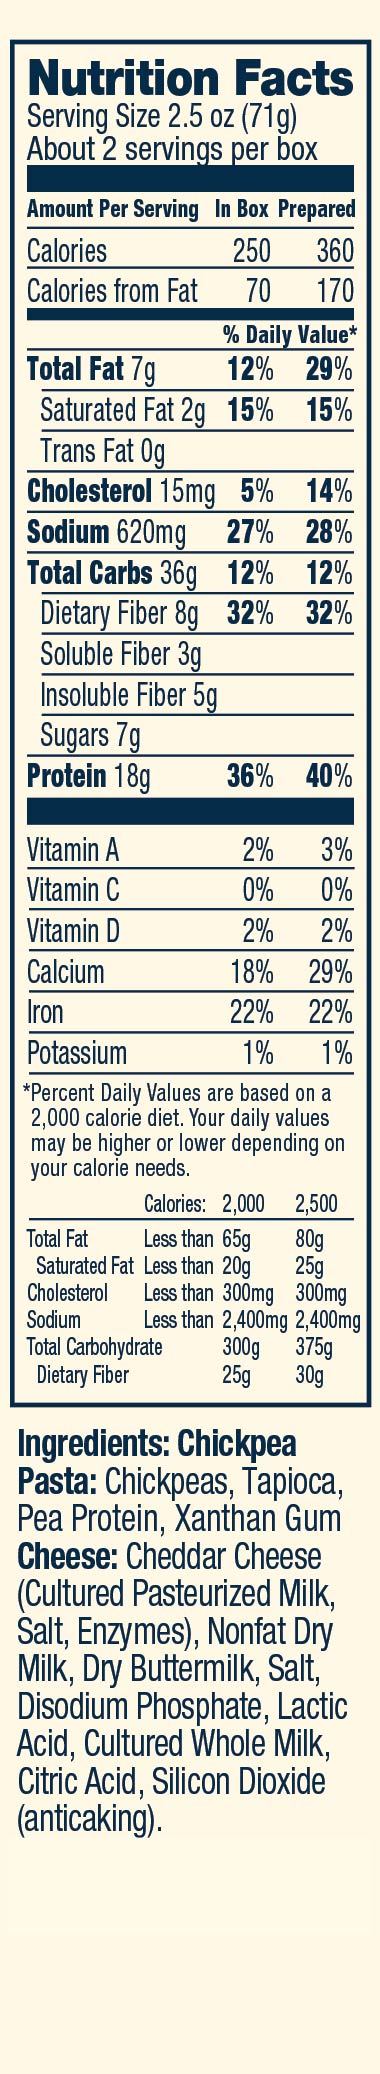 Nutrition Facts
Serving Size 2.5 oz (71g)
About 2 servings per box
Amount Per Serving In Box Prepared
Calories 250 360
Calories from Fat 70 170
% Daily Value*
Total Fat 7g 12% 29%
Saturated Fat 2g 15% 15%
Trans Fat 0g
Cholesterol 15mg 5% 14%
Sodium 620mg 27% 28%
Total Carbs 36g 12% 12%
Dietary Fiber 8g 32% 32%
Soluble Fiber 3g
Insoluble Fiber 5g
Sugars 7g
Protein 18g 36% 40%
Vitamin A 2% 3%
Vitamin C 0% 0%
Vitamin D 2% 2%
Calcium 18% 29%
Iron 22% 22%
Potassium 1% 1%
*Percent Daily Values are based on a
2,000 calorie diet. Your daily values
may be higher or lower depending on
your calorie needs.
Calories: 2,000 2,500
Total Fat Less than 65g 80g
Saturated Fat Less than 20g 25g
Cholesterol Less than 300mg 300mg
Sodium Less than 2,400mg 2,400mg
Total Carbohydrate 300g 375g
Dietary Fiber 25g 30g
Ingredients: Chickpea
Pasta: Chickpeas, Tapioca,
Pea Protein, Xanthan Gum
Cheese: Cheddar Cheese
(Cultured Pasteurized Milk,
Salt, Enzymes), Nonfat Dry
Milk, Dry Buttermilk, Salt,
Disodium Phosphate, Lactic
Acid, Cultured Whole Milk,
Citric Acid, Silicon Dioxide
(anticaking).